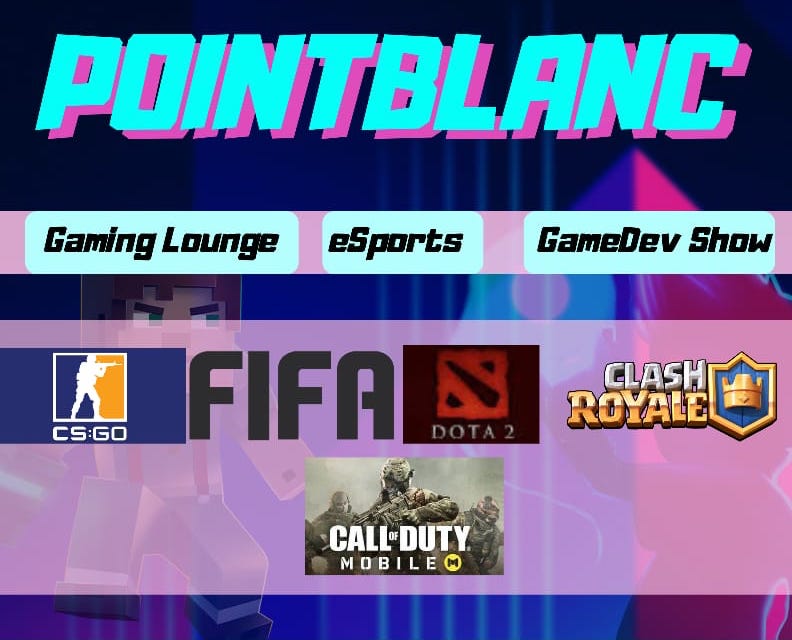 POINTBLANC
Gaming Lounge eSports GameDev Show
CS:GO FIFA DOTA 2 CLASH ROYALE
CALL OF DUTY
MOBILE